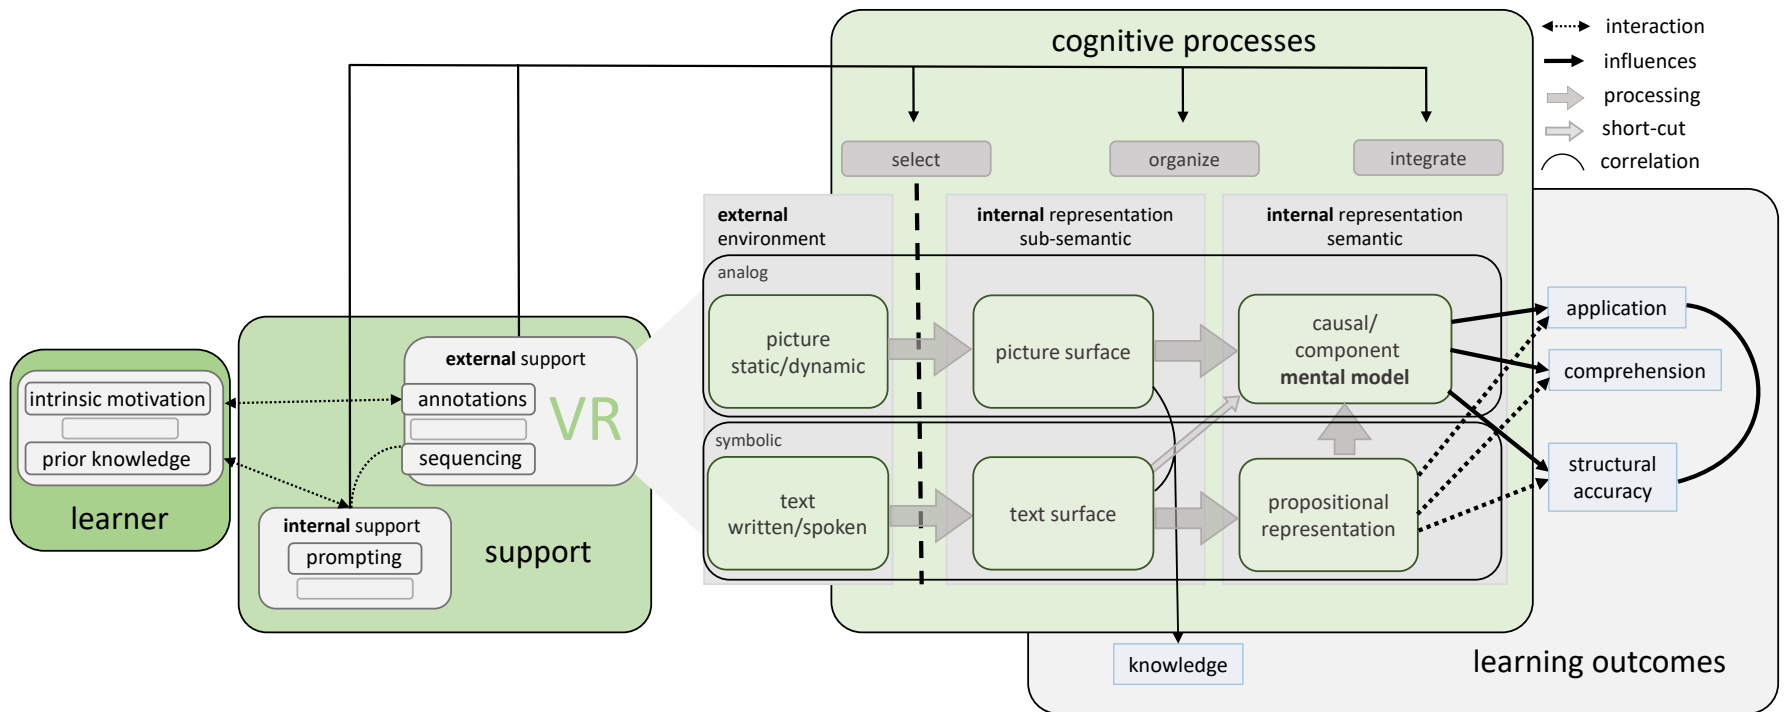 cognitive processes
interaction
influences
processing
short-cut
correlation
select
organize
integrate
external
environment
internal representation
sub-semantic
internal representation
semantic
analog
picture
static/dynamic
picture surface
causal/
component
mental model
symbolic
text
written/spoken
text surface
propositional
representation
application
comprehension
structural
accuracy
knowledge
learning outcomes
external support
annotations
sequencing
VR
internal support
prompting
support
intrinsic motivation
prior knowledge
learner